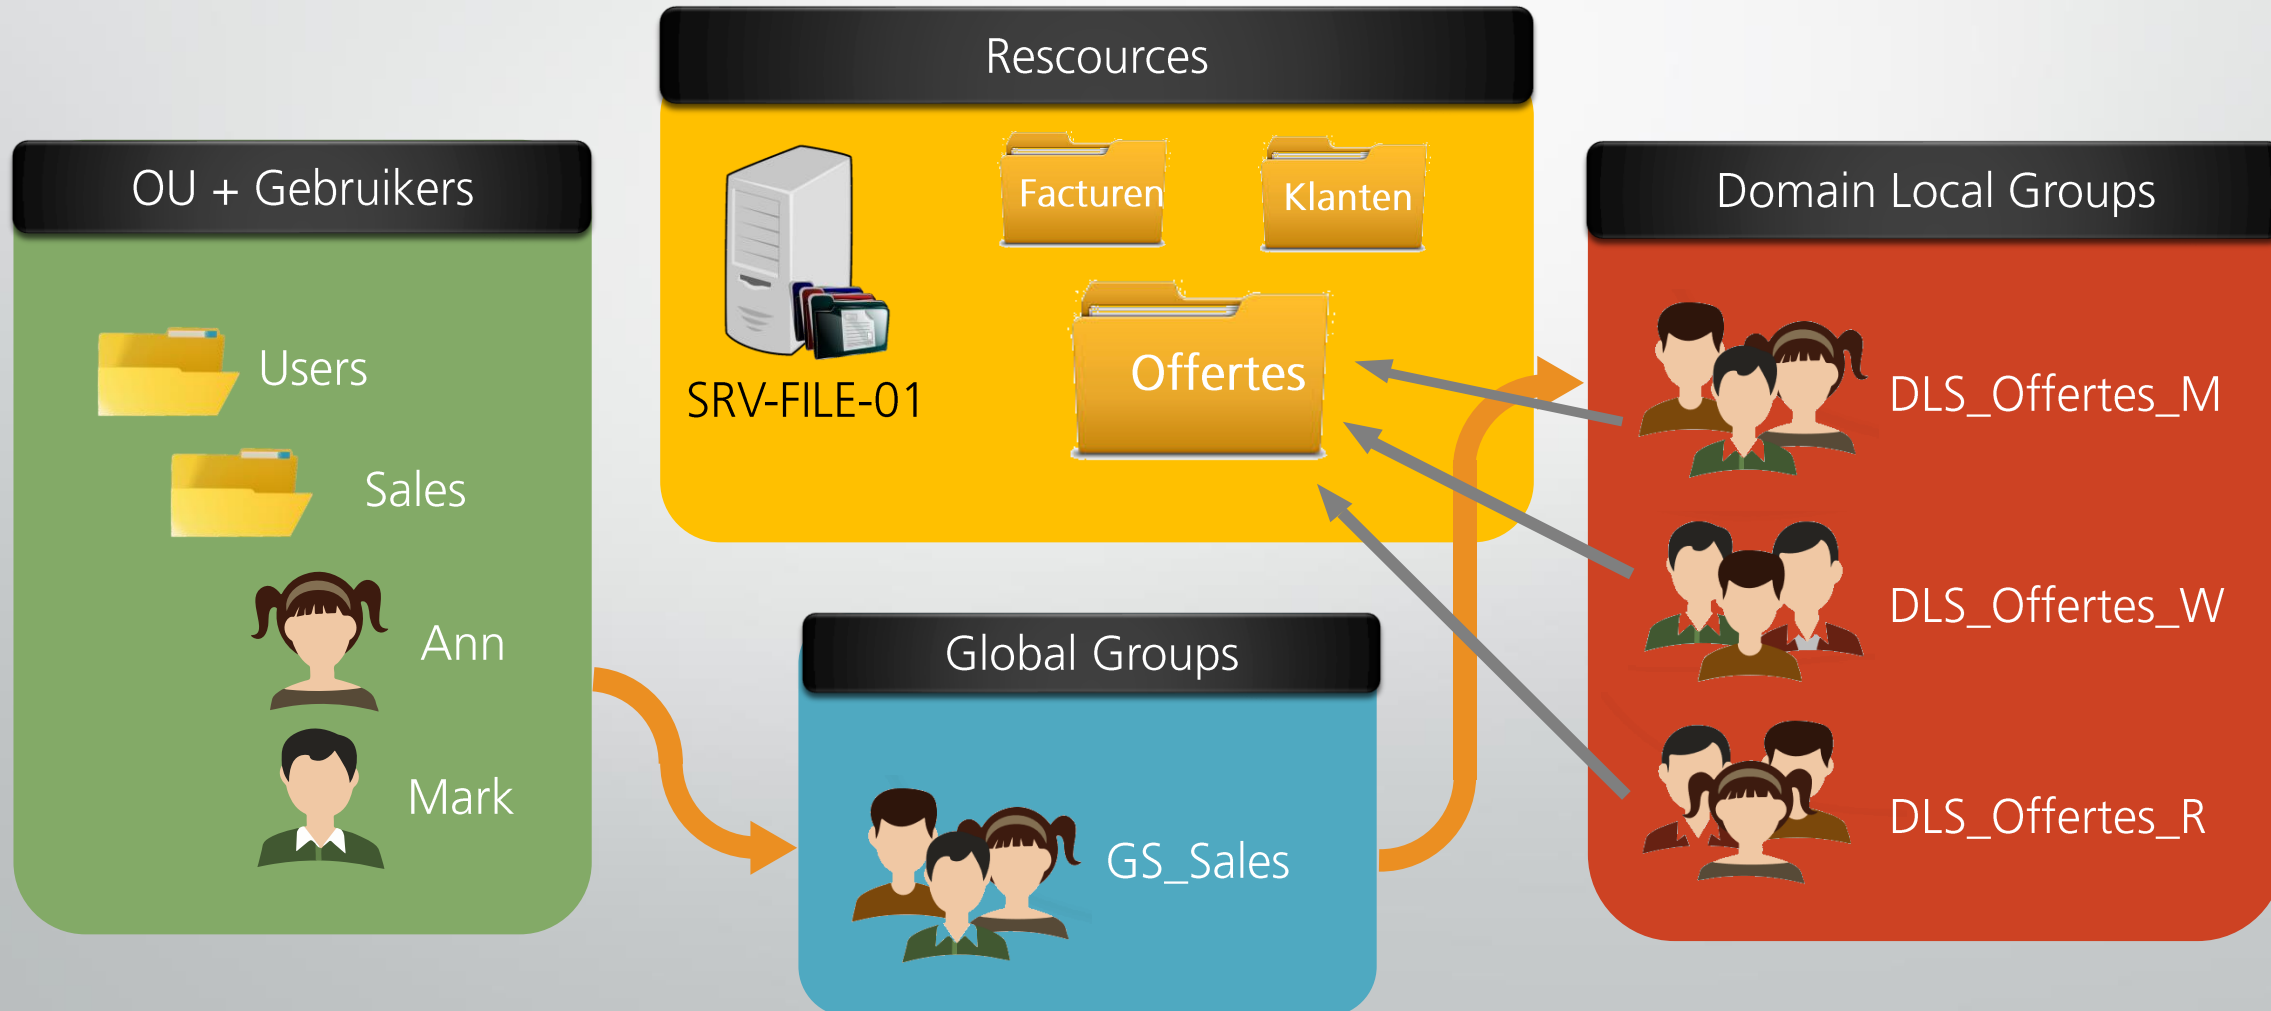 Rescources
OU + Gebruikers
Users
Sales
Ann
Mark
SRV-FILE-01
Facturen
Klanten
Offertes
Global Groups
GS_Sales
Domain Local Groups
DLS_Offertes_M
DLS_Offertes_W
DLS_Offertes_R